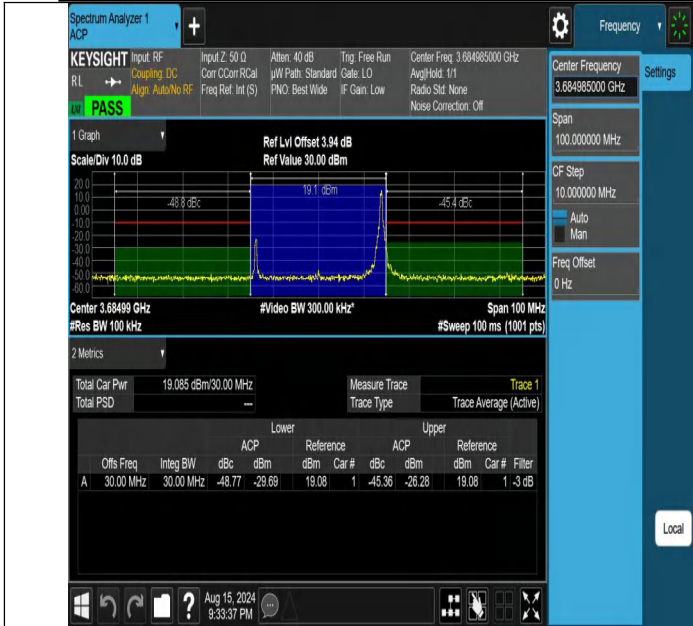 Spectrum Analyzer 1
ACP
+
Frequency
KEYSIGHT Input: RF Input Z: 50 Ω Atten: 40 dB Trig: Free Run Center Freq: 3.684985000 GHz
RL Coupling: DC Corr CCorr RCal µW Path: Standard Gate: LO Avg|Hold: 1/1
Align: Auto/No RF Freq Ref: Int (S) PNO: Best Wide IF Gain: Low Radio Std: None
PASS Noise Correction: Off
Center Frequency
3.684985000 GHz
Settings
Span
100.000000 MHz
CF Step
10.000000 MHz
Auto
Man
Freq Offset
0 Hz
1 Graph
Ref Lvl Offset 3.94 dB
Scale/Div 10.0 dB Ref Value 30.00 dBm
20.0
10.0
0.00
-10.0
-20.0
-30.0
-40.0
-50.0
-60.0
-48.8 dBc 19.1 dBm -45.4 dBc
Center 3.68499 GHz #Video BW 300.00 kHz* Span 100 MHz
#Res BW 100 kHz #Sweep 100 ms (1001 pts)
2 Metrics
Total Car Pwr 19.085 dBm/30.00 MHz Measure Trace Trace 1
Total PSD --- Trace Type Trace Average (Active)
Lower Upper
ACP Reference ACP Reference
Offs Freq Integ BW dBc dBm dBm Car # dBc dBm dBm Car # Filter
A 30.00 MHz 30.00 MHz -48.77 -29.69 19.08 1 -45.36 -26.28 19.08 1 -3 dB
Local
? Aug 15, 2024
9:33:37 PM